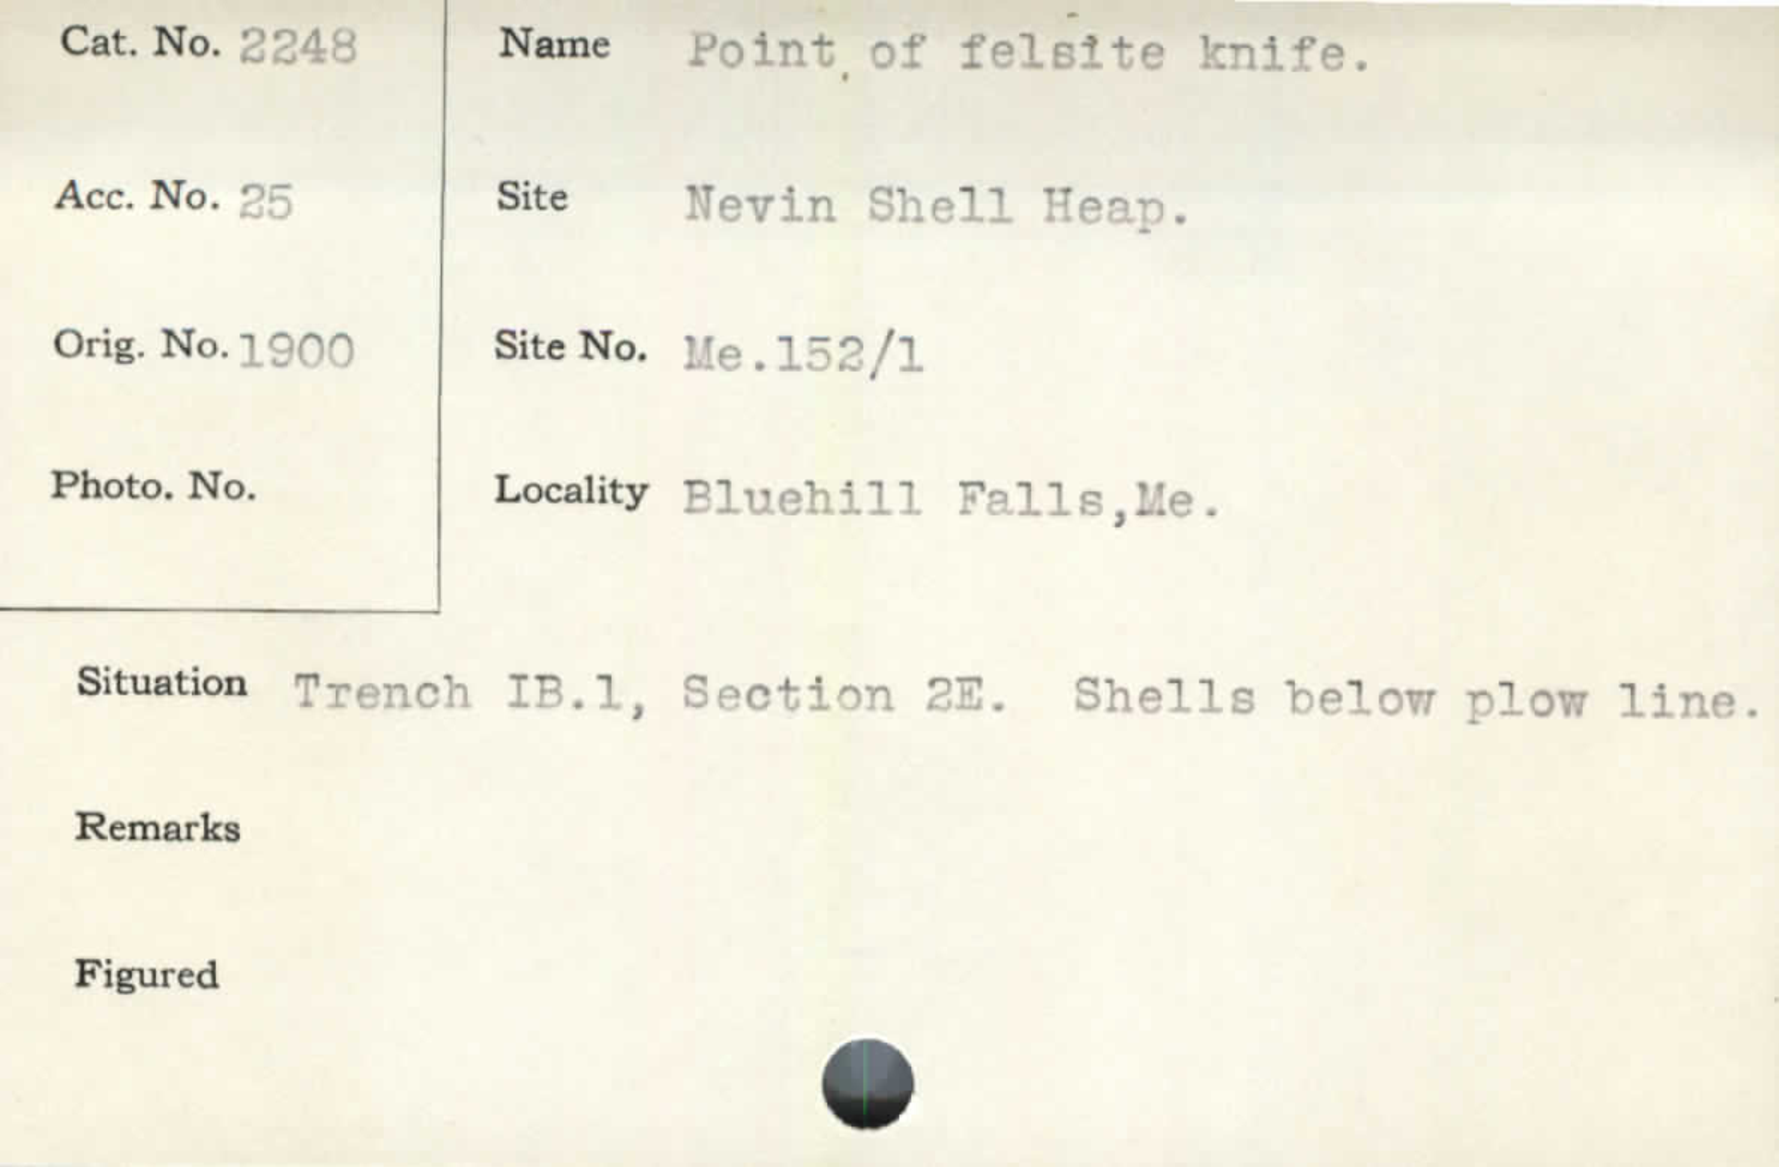 Cat. No. 2248
Name Point of felsite knife.
Acc. No. 25
Site Nevin Shell Heap.
Orig. No. 1900
Site No. Me.152/1
Photo. No.
Locality Bluehill Falls,Me.
Situation Trench IB.1, Section 2E. Shells below plow line.
Remarks
Figured